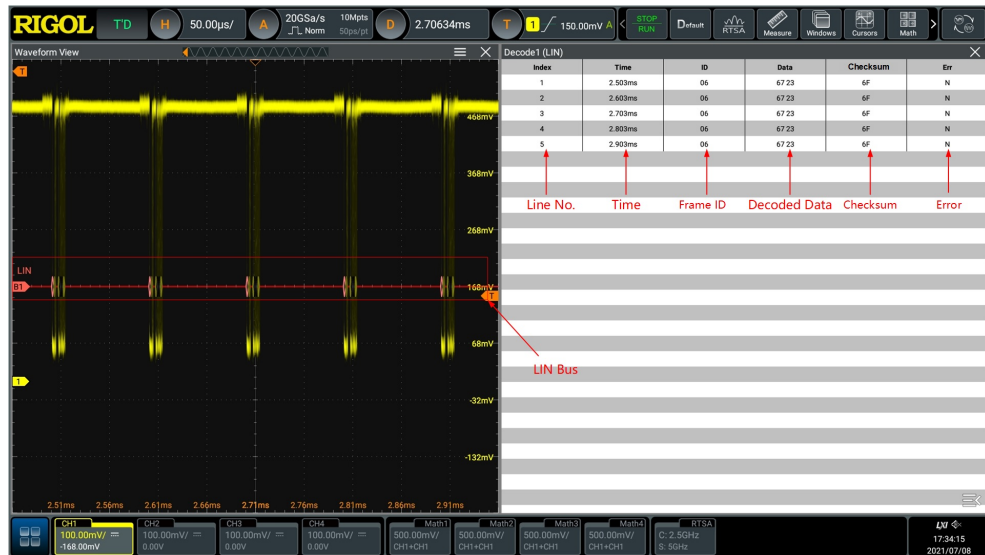 RIGOL T'D H 50.00μs/ A 20GSa/s 10Mpts D 2.70634ms T 1 150.00mV A < STOP Default RTSA Measure Windows Cursors Math >
Norm 50ps/pt RUN
Waveform View
Decode1 (LIN)
Index Time ID Data Checksum Err
1 2.503ms 06 67 23 6F N
2 2.603ms 06 67 23 6F N
3 2.703ms 06 67 23 6F N
4 2.803ms 06 67 23 6F N
5 2.903ms 06 67 23 6F N
Line No. Time Frame ID Decoded Data Checksum Error
T
468mV
368mV
268mV
LIN
B1 168mV
T
68mV
LIN Bus
1
-32mV
-132mV
2.51ms 2.56ms 2.61ms 2.66ms 2.71ms 2.76ms 2.81ms 2.86ms 2.91ms
CH1 CH2 CH3 CH4 Math1 Math2 Math3 Math4 RTSA
100.00mV/ 100.00mV/ 100.00mV/ 100.00mV/ 500.00mV/ 500.00mV/ 500.00mV/ 500.00mV/ C: 2.5GHz
-168.00mV 0.00V 0.00V 0.00V CH1+CH1 CH1+CH1 CH1+CH1 CH1+CH1 S: 5GHz
LXI
17:34:15
2021/07/08